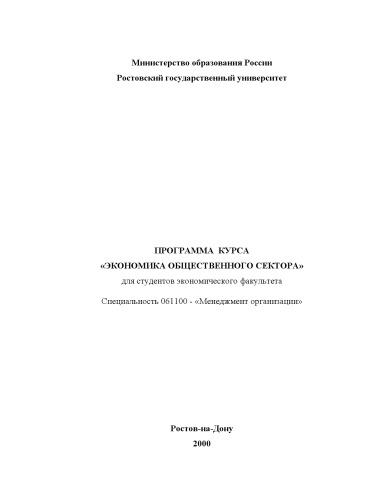 Министерство образования России
Ростовский государственный университет
ПРОГРАММА КУРСА
«ЭКОНОМИКА ОБЩЕСТВЕННОГО СЕКТОРА»
для студентов экономического факультета
Специальность 061100 - «Менеджмент организации»
Ростов-на-Дону
2000